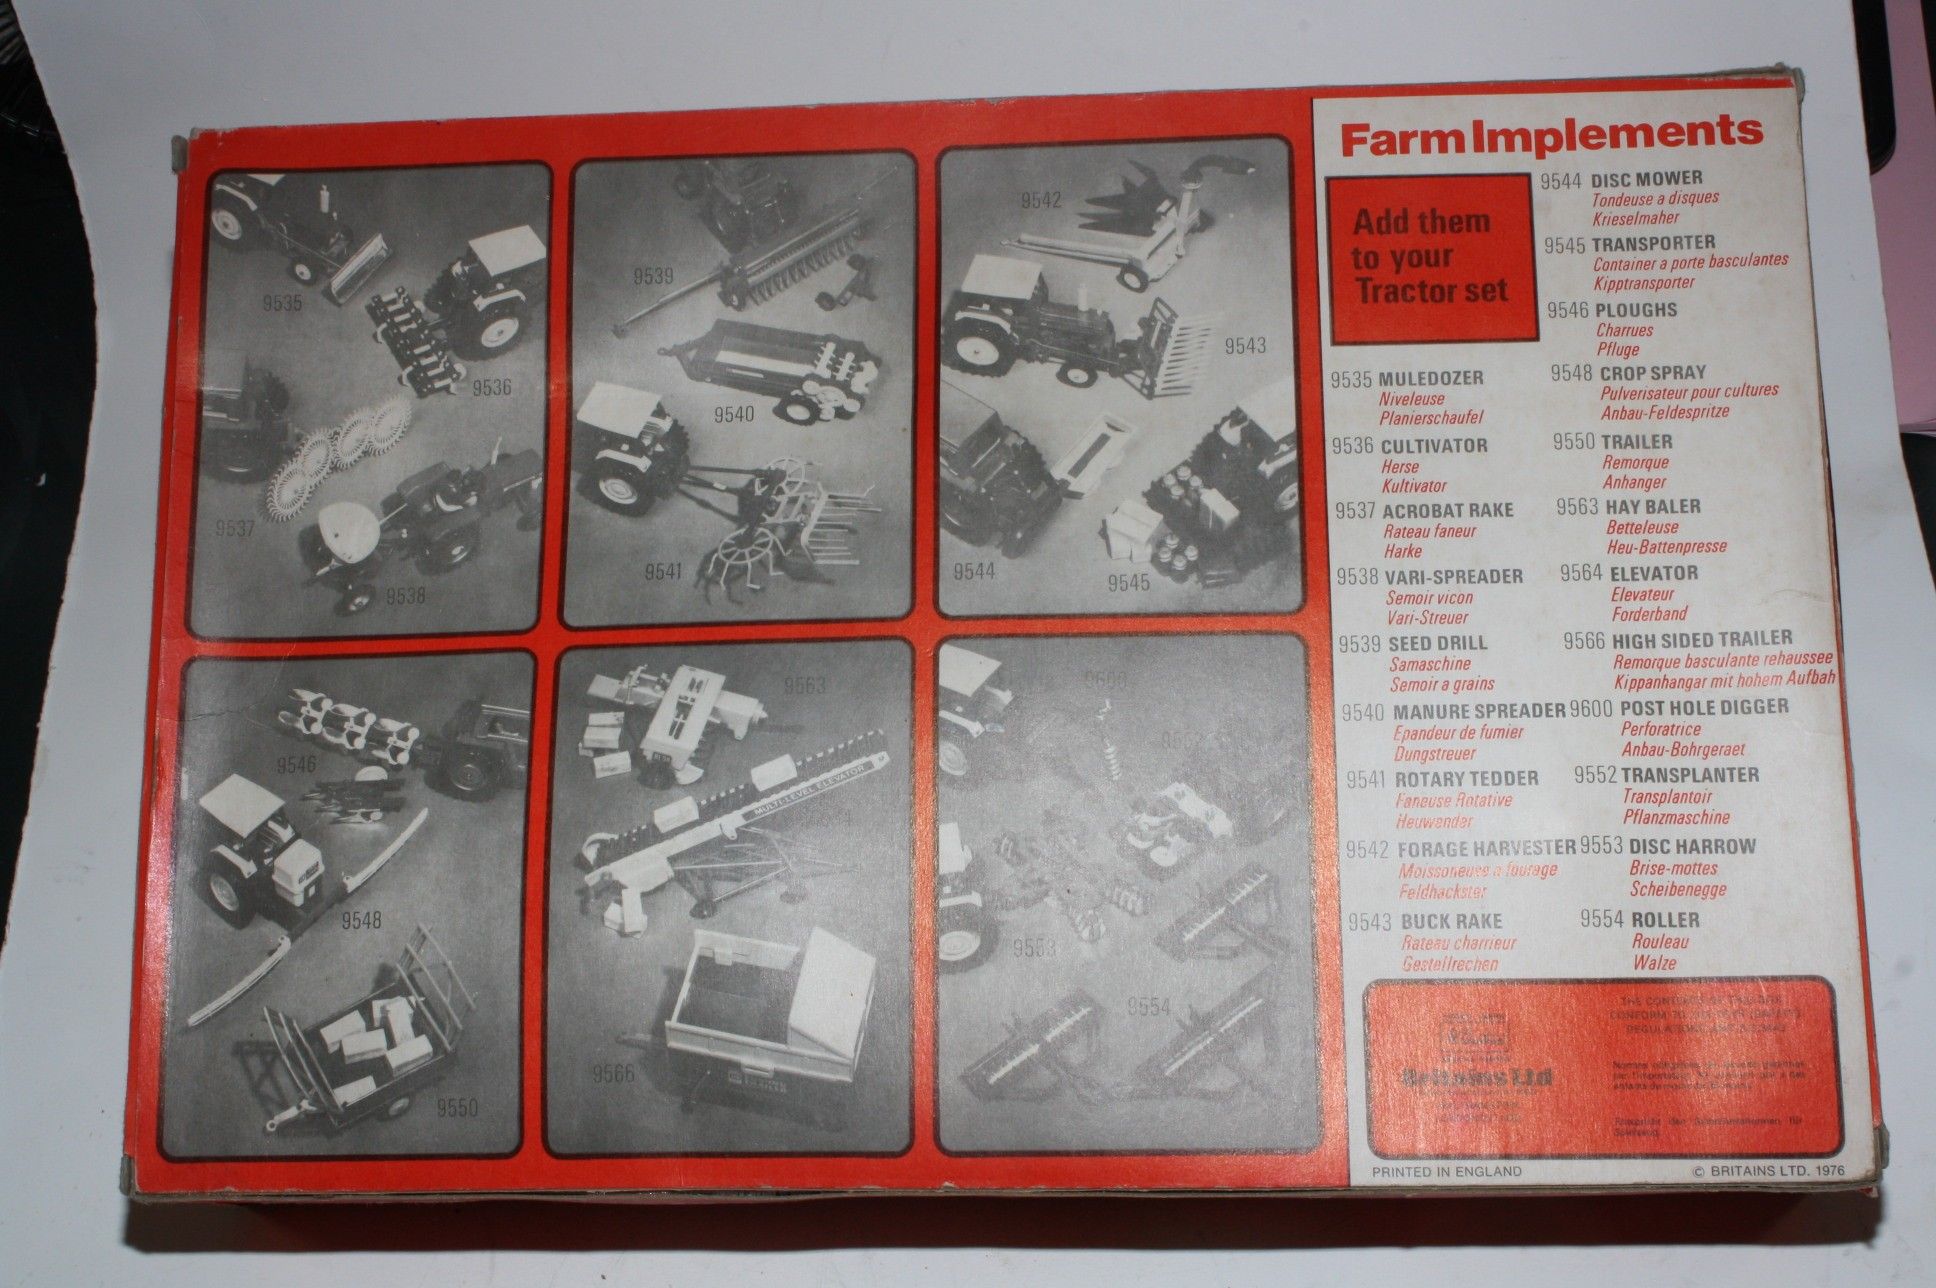 Farm Implements
Add them
to your
Tractor set
9535 MULEDOZER
Niveleuse
Planierschaufel
9536 CULTIVATOR
Herse
Kultivator
9537 ACROBAT RAKE
Rateau faneur
Harke
9538 VARI-SPREADER
Semoir vicon
Vari-Streuer
9539 SEED DRILL
Samaschine
Semoir a grains
9540 MANURE SPREADER
Epandeur de fumier
Dungstreuer
9541 ROTARY TEDDER
Faneuse Rotative
Heuwender
9542 FORAGE HARVESTER
Moissoneuse a fourage
Feldhackster
9543 BUCK RAKE
Rateau charrieur
Gestellrechen
9544 DISC MOWER
Tondeuse a disques
Krieselmaher
9545 TRANSPORTER
Container a porte basculantes
Kipptransporter
9546 PLOUGHS
Charrues
Pfluge
9548 CROP SPRAY
Pulverisateur pour cultures
Anbau-Feldespritze
9550 TRAILER
Remorque
Anhanger
9563 HAY BALER
Betteleuse
Heu-Battenpresse
9564 ELEVATOR
Elevateur
Forderband
9566 HIGH SIDED TRAILER
Remorque basculante rehaussee
Kippanhangar mit hohem Aufbah
9600 POST HOLE DIGGER
Perforatrice
Anbau-Bohrgeraet
9552 TRANSPLANTER
Transplantoir
Pflanzmaschine
9553 DISC HARROW
Brise-mottes
Scheibenegge
9554 ROLLER
Rouleau
Walze
Britains Ltd
PRINTED IN ENGLAND
© BRITAINS LTD. 1976
9535
9536
9537
9538
9539
9540
9541
9542
9543
9544
9545
9546
9548
9550
9563
MULTI-LEVEL ELEVATOR
9566
9600
9553
9554